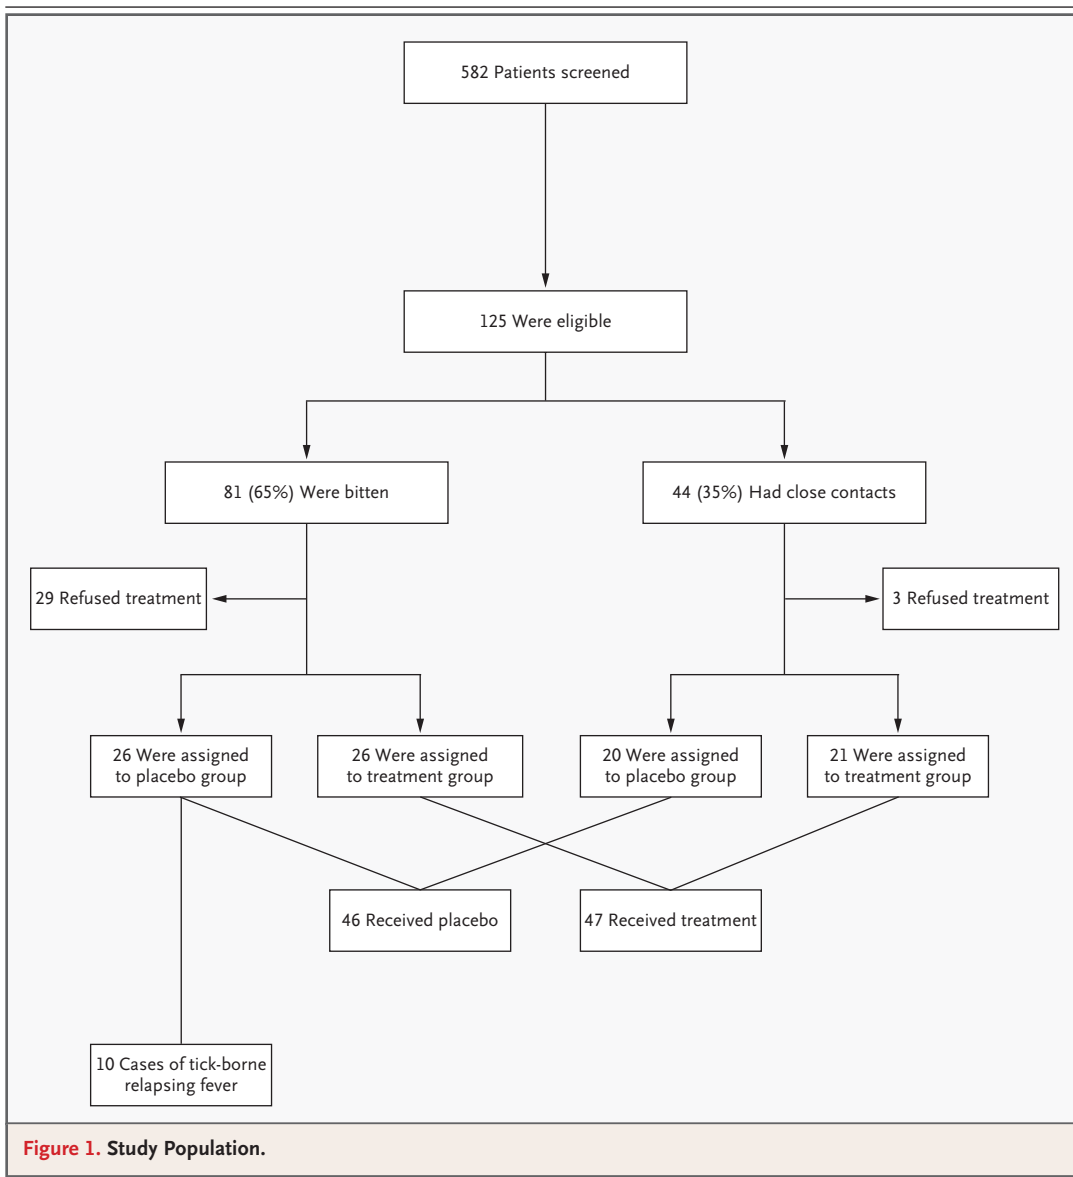 582 Patients screened
125 Were eligible
81 (65%) Were bitten
44 (35%) Had close contacts
29 Refused treatment
3 Refused treatment
26 Were assigned
to placebo group
26 Were assigned
to treatment group
20 Were assigned
to placebo group
21 Were assigned
to treatment group
46 Received placebo
47 Received treatment
10 Cases of tick-borne
relapsing fever
Figure 1. Study Population.